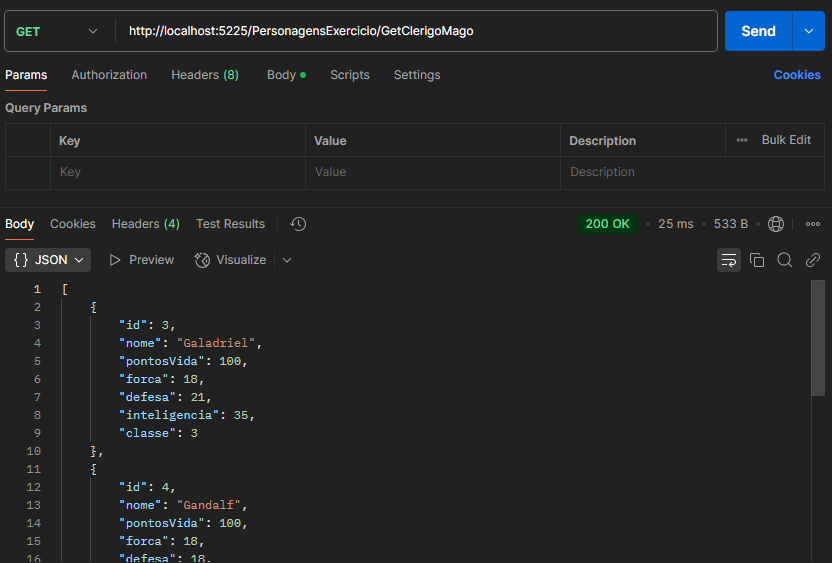 GET http://localhost:5225/PersonagensExercicio/GetClerigoMago Send
Params Authorization Headers (8) Body Scripts Settings Cookies
Query Params
Key Value Description Bulk Edit
Key Value Description
Body Cookies Headers (4) Test Results 200 OK 25 ms 533 B
{} JSON Preview Visualize
1 [
2 {
3 "id": 3,
4 "nome": "Galadriel",
5 "pontosVida": 100,
6 "forca": 18,
7 "defesa": 21,
8 "inteligencia": 35,
9 "classe": 3
10 },
11 {
12 "id": 4,
13 "nome": "Gandalf",
14 "pontosVida": 100,
15 "forca": 18,
16 "defesa": 18,